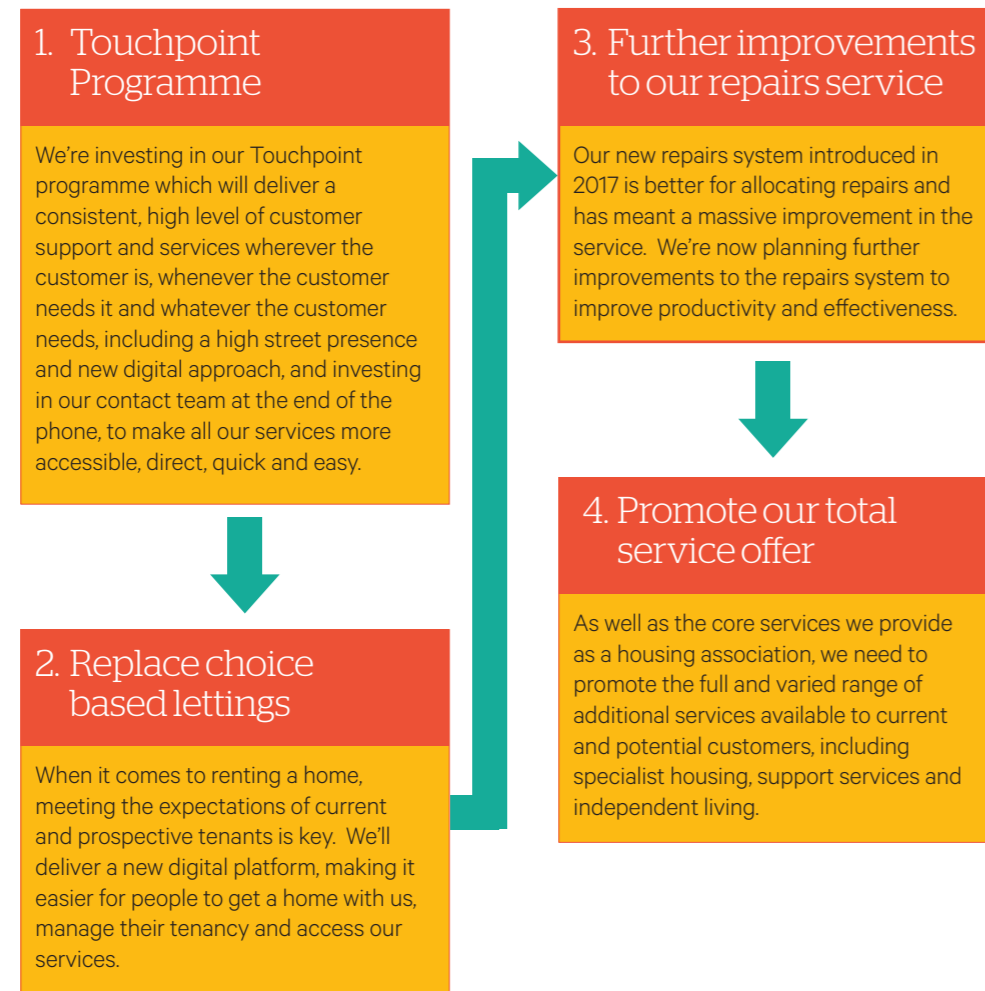 1. Touchpoint
Programme
We’re investing in our Touchpoint
programme which will deliver a
consistent, high level of customer
support and services wherever the
customer is, whenever the customer
needs it and whatever the customer
needs, including a high street presence
and new digital approach, and investing
in our contact team at the end of the
phone, to make all our services more
accessible, direct, quick and easy.
2. Replace choice
based lettings
When it comes to renting a home,
meeting the expectations of current
and prospective tenants is key.  We’ll
deliver a new digital platform, making it
easier for people to get a home with us,
manage their tenancy and access our
services.
3. Further improvements
to our repairs service
Our new repairs system introduced in
2017 is better for allocating repairs and
has meant a massive improvement in the
service.  We’re now planning further
improvements to the repairs system to
improve productivity and effectiveness.
4. Promote our total
service offer
As well as the core services we provide
as a housing association, we need to
promote the full and varied range of
additional services available to current
and potential customers, including
specialist housing, support services and
independent living.